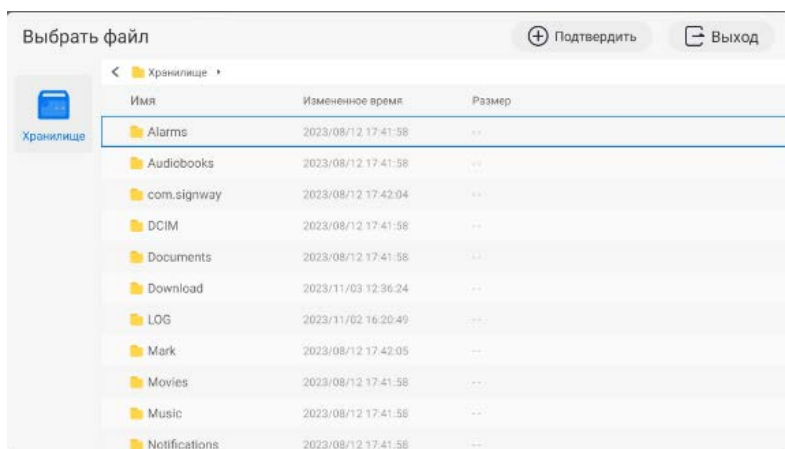 Выбрать файл
Подтвердить
Выход
Хранилище
Хранилище
Имя Измененное время Размер
Alarms 2023/08/12 17:41:58 --
Audiobooks 2023/08/12 17:41:58 --
com.signway 2023/08/12 17:42:04 --
DCIM 2023/08/12 17:41:58 --
Documents 2023/08/12 17:41:58 --
Download 2023/11/03 12:36:24 --
LOG 2023/11/02 16:20:49 --
Mark 2023/08/12 17:42:05 --
Movies 2023/08/12 17:41:58 --
Music 2023/08/12 17:41:58 --
Notifications 2023/08/12 17:41:58 --